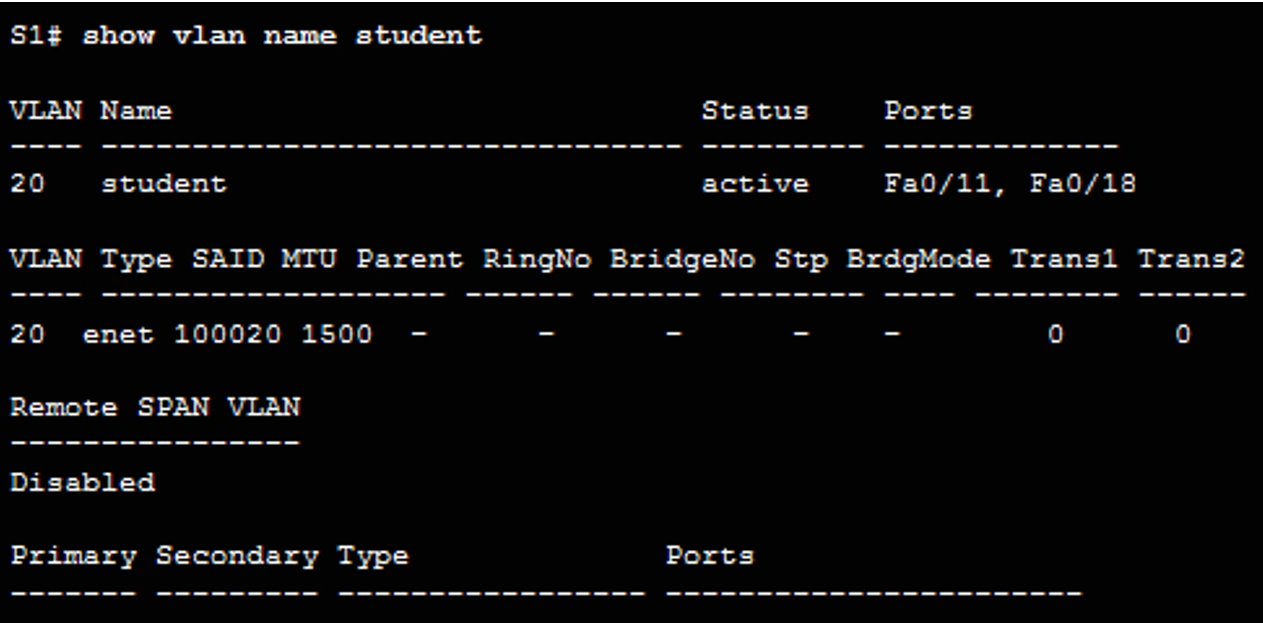 S1# show vlan name student
VLAN Name Status Ports
---- -------------------------------- --------- -------------
20 student active Fa0/11, Fa0/18
VLAN Type SAID MTU Parent RingNo BridgeNo Stp BrdgMode Trans1 Trans2
---- ------------------- ------ ------ -------- ---- -------- ------
20 enet 100020 1500 - - - - - 0 0
Remote SPAN VLAN
----------------
Disabled
Primary Secondary Type Ports
------- --------- ----------------- -----------------------